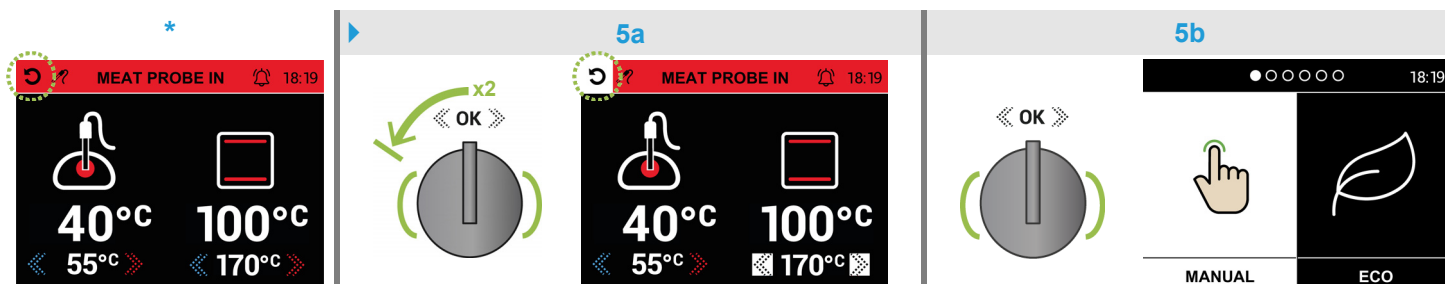 *
5a
5b
MEAT PROBE IN 18:19
40°C 100°C
55°C 170°C
x2
OK
MEAT PROBE IN 18:19
40°C 100°C
55°C 170°C
OK
18:19
MANUAL ECO